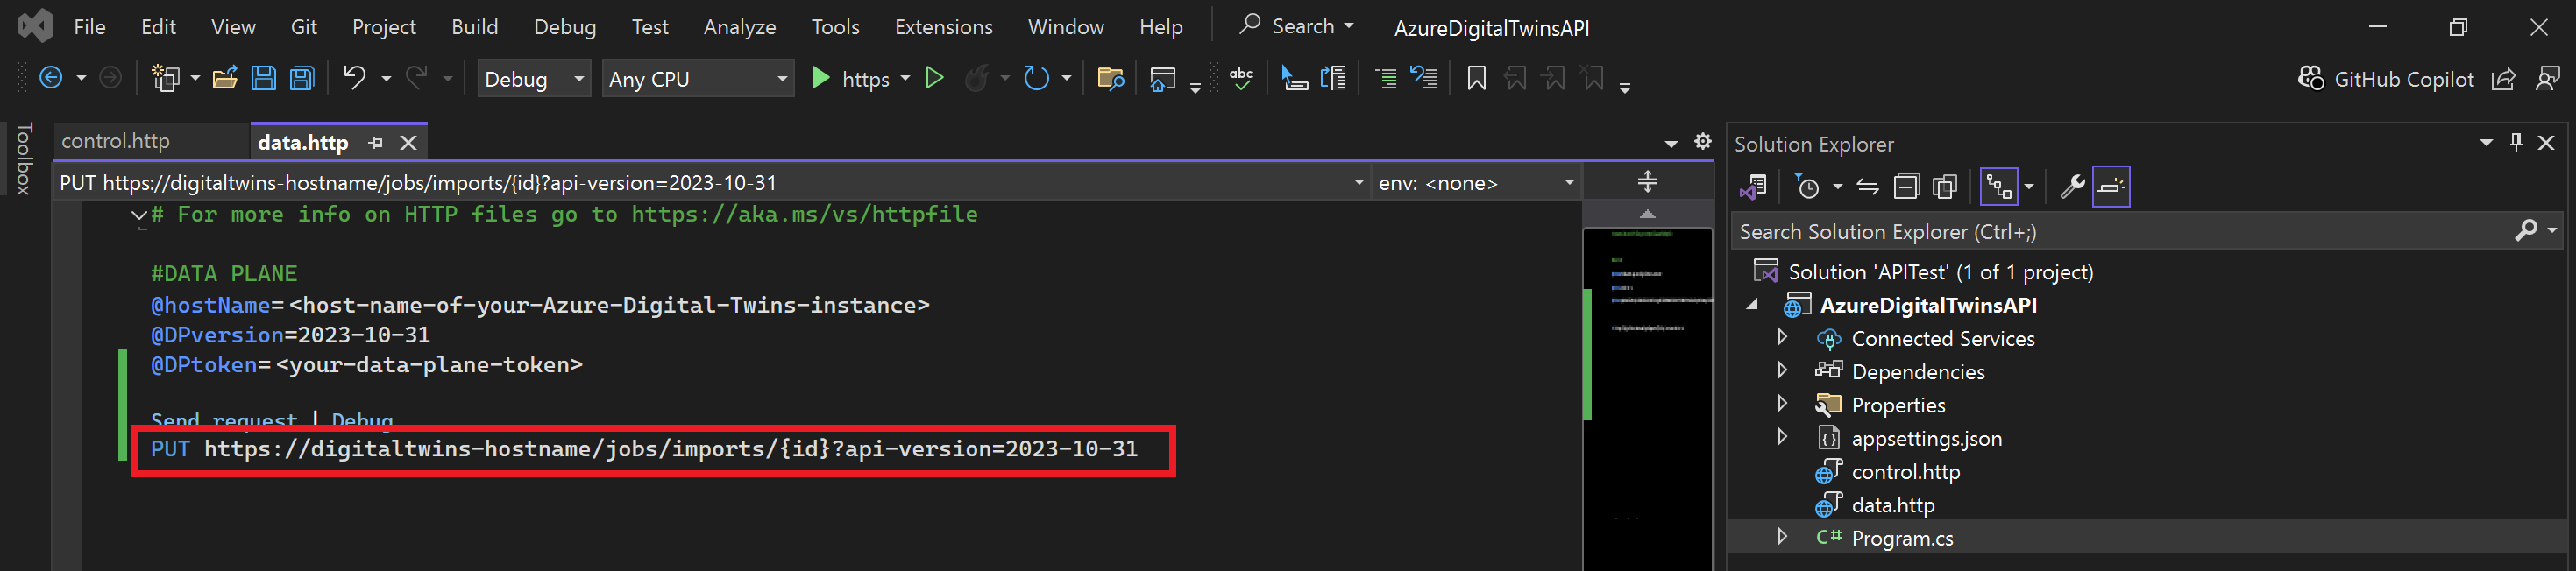 File Edit View Git Project Build Debug Test Tools Analyze Extensions Window Help Search AzureDigitalTwinsAPI
Debug Any CPU https abc GitHub Copilot
Toolbox
control.http data.http
PUT https://digitaltwins-hostname/jobs/imports/{id}?api-version=2023-10-31 env: <none>
# For more info on HTTP files go to https://aka.ms/vs/httpfile
#DATA PLANE
@hostName=<host-name-of-your-Azure-Digital-Twins-instance>
@DPversion=2023-10-31
@DPtoken=<your-data-plane-token>
Send request | Debug
PUT https://digitaltwins-hostname/jobs/imports/{id}?api-version=2023-10-31
Solution Explorer
Search Solution Explorer (Ctrl+;)
Solution 'APITest' (1 of 1 project)
AzureDigitalTwinsAPI
Connected Services
Dependencies
Properties
appsettings.json
control.http
data.http
C# Program.cs